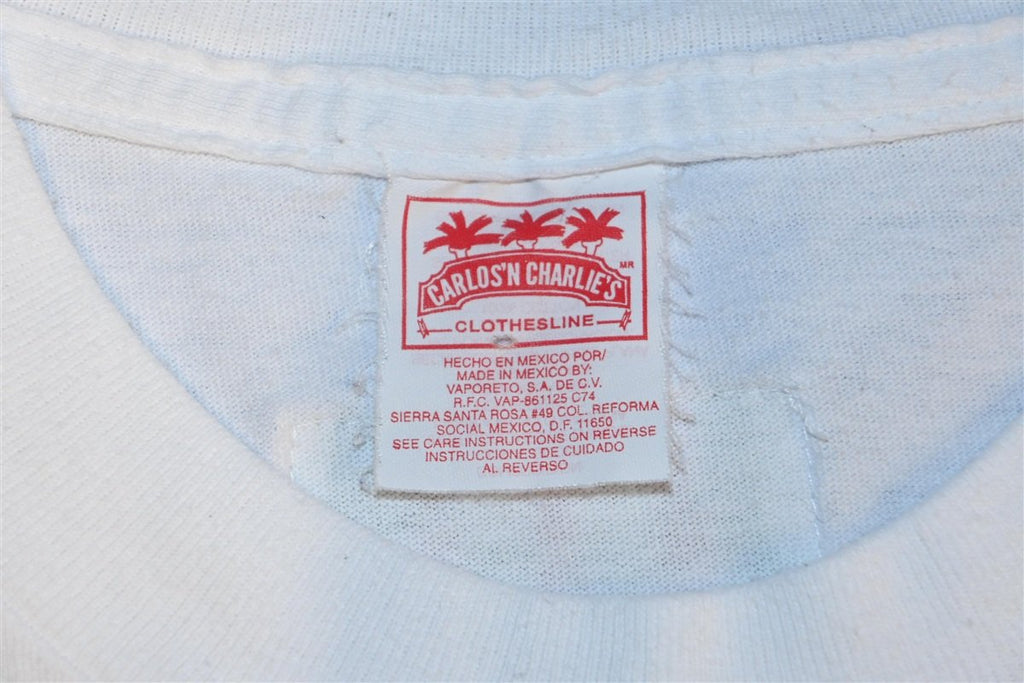 CARLOS'N CHARLIE'S MR
CLOTHESLINE
HECHO EN MEXICO POR/
MADE IN MEXICO BY:
VAPORETO, S.A. DE C.V.
R.F.C. VAP-861125 C74
SIERRA SANTA ROSA #49 COL. REFORMA
SOCIAL MEXICO, D.F. 11650
SEE CARE INSTRUCTIONS ON REVERSE
INSTRUCCIONES DE CUIDADO
AL REVERSO